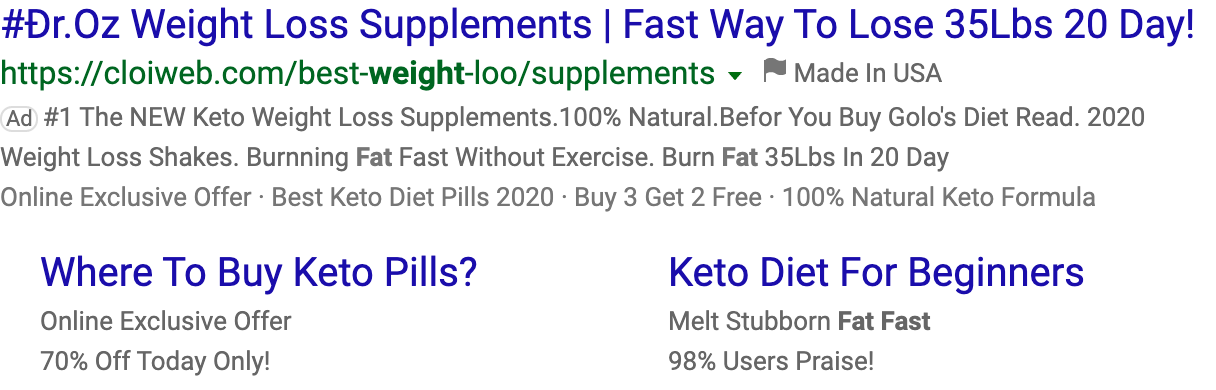 #Ðr.Oz Weight Loss Supplements | Fast Way To Lose 35Lbs 20 Day!
https://cloiweb.com/best-weight-loo/supplements Made In USA
Ad #1 The NEW Keto Weight Loss Supplements.100% Natural.Befor You Buy Golo's Diet Read. 2020
Weight Loss Shakes. Burnning Fat Fast Without Exercise. Burn Fat 35Lbs In 20 Day
Online Exclusive Offer · Best Keto Diet Pills 2020 · Buy 3 Get 2 Free · 100% Natural Keto Formula
Where To Buy Keto Pills?
Online Exclusive Offer
70% Off Today Only!
Keto Diet For Beginners
Melt Stubborn Fat Fast
98% Users Praise!